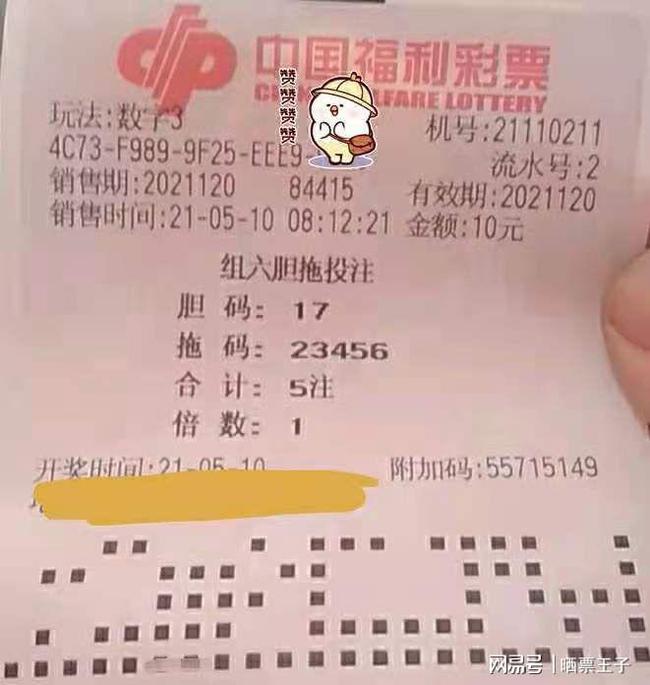 中国福利彩票
赞赞赞赞
LOTTERY
玩法:数字3 机号:21110211
4C73-F989-9F25-EEE9- 流水号:2
销售期:2021120 84415 有效期:2021120
销售时间:21-05-10 08:12:21 金额:10元
组六胆拖投注
胆码: 17
拖码: 23456
合计: 5注
倍数: 1
开奖时间:21-05-10 附加码:55715149
网易号 | 晒票王子